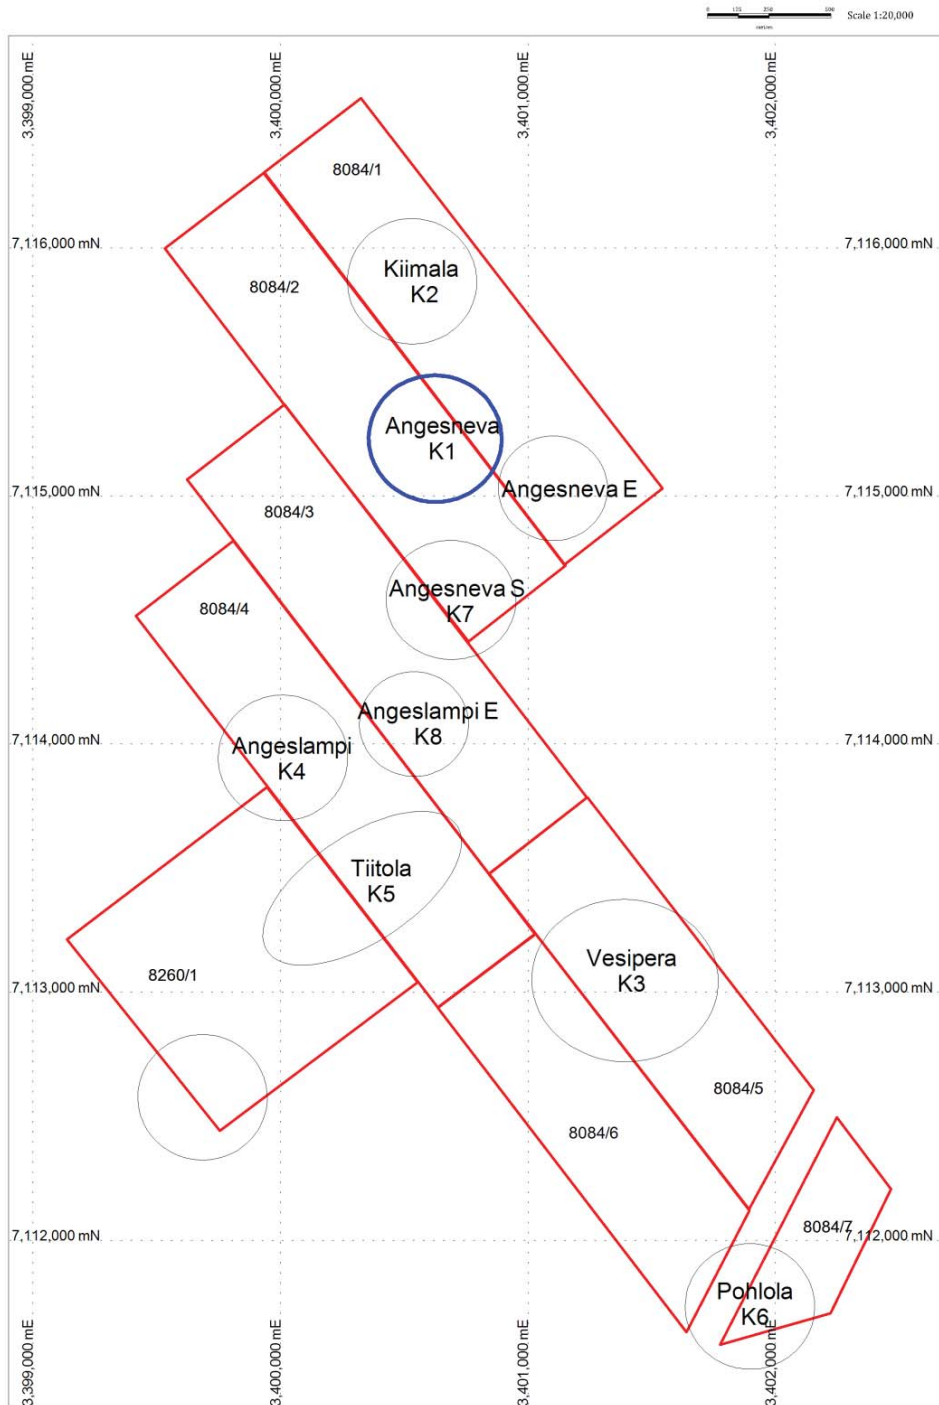 0 125 250 500
Scale 1:20,000
metres
3,399,000 mE
3,400,000 mE
3,401,000 mE
3,402,000 mE
8084/1
7,116,000 mN
7,116,000 mN
Kiimala
K2
8084/2
Angesneva
K1
7,115,000 mN
Angesneva E
7,115,000 mN
8084/3
Angesneva S
K7
8084/4
Angeslampi E
K8
7,114,000 mN
Angeslampi
K4
7,114,000 mN
Tiitola
K5
Vesipera
K3
8260/1
7,113,000 mN
7,113,000 mN
8084/5
8084/6
8084/7
7,112,000 mN
7,112,000 mN
Pohlola
K6
3,399,000 mE
3,400,000 mE
3,401,000 mE
3,402,000 mE